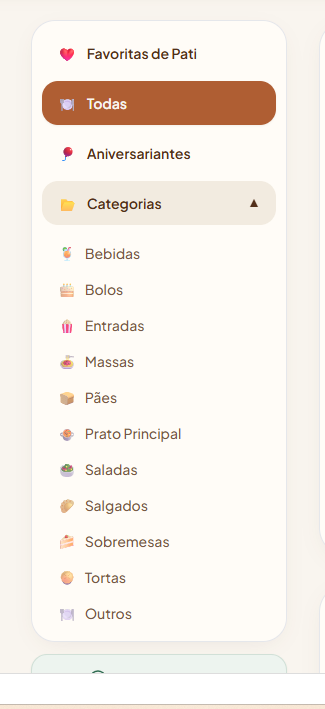 Favoritas de Pati
Todas
Aniversariantes
Categorias ▲
Bebidas
Bolos
Entradas
Massas
Pães
Prato Principal
Saladas
Salgados
Sobremesas
Tortas
Outros